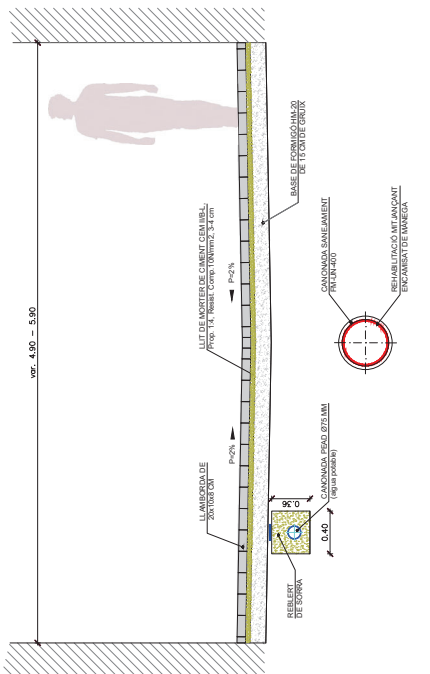 var. 4.90 - 5.90
LLAMBORDA DE
20x10x8 CM
LLIT DE MORTER DE CIMENT CEM II/B-L,
Prop. 1:4, Resist. Comp.10N/mm2, 3-4 cm
P=2%
P=2%
BASE DE FORMIGÓ HM-20
DE 15 CM DE GRUIX
REBLERT
DE SORRA
0.36
0.40
CANONADA PEAD Ø75 MM
(aigua potable)
CANONADA SANEJAMENT
FM-UN-400
REHABILITACIÓ MITJANÇANT
ENCAMISAT DE MÀNEGA